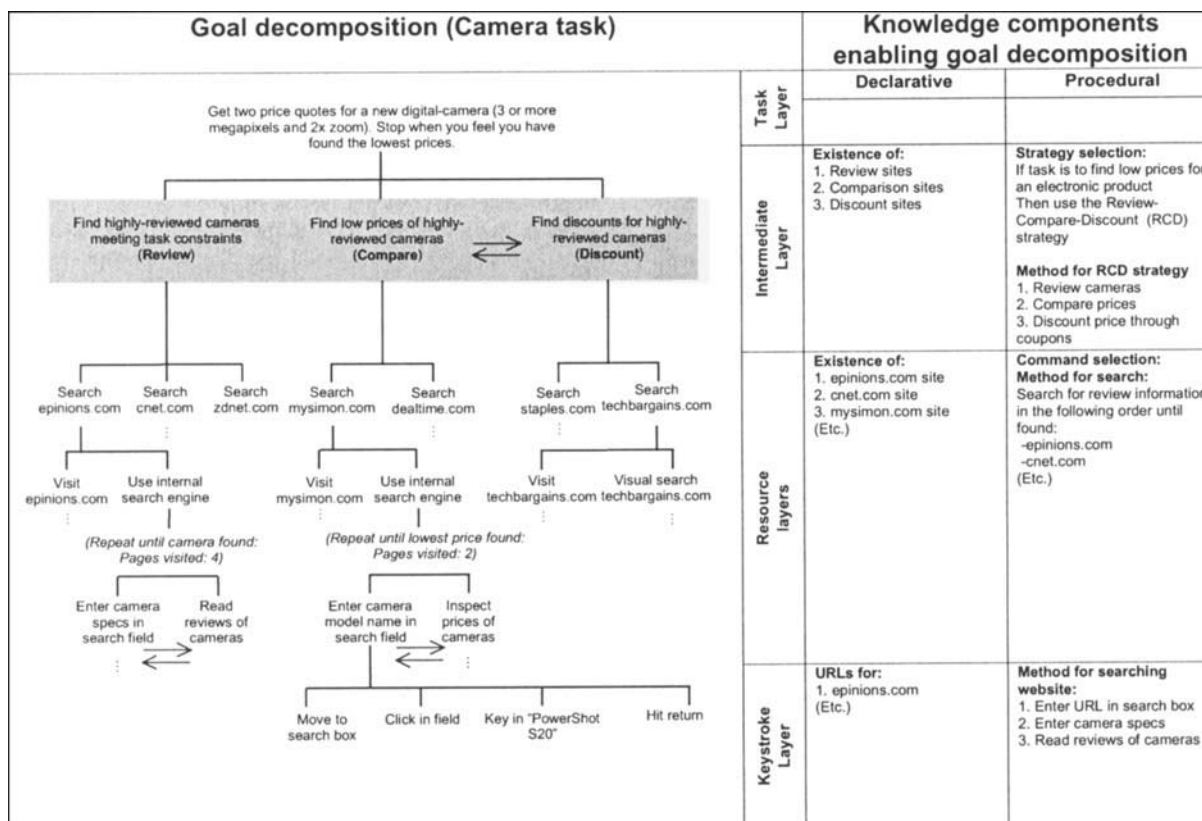 Goal decomposition (Camera task)
Knowledge components
enabling goal decomposition
Declarative
Procedural
Task
Layer
Get two price quotes for a new digital-camera (3 or more
megapixels and 2x zoom). Stop when you feel you have
found the lowest prices.
Find highly-reviewed cameras
meeting task constraints
(Review)
Find low prices of highly-
reviewed cameras
(Compare)
Find discounts for highly-
reviewed cameras
(Discount)
Intermediate
Layer
Existence of:
1. Review sites
2. Comparison sites
3. Discount sites
Strategy selection:
If task is to find low prices for
an electronic product
Then use the Review-
Compare-Discount (RCD)
strategy
Method for RCD strategy
1. Review cameras
2. Compare prices
3. Discount price through
coupons
Search
epinions.com
Search
cnet.com
Search
zdnet.com
Search
mysimon.com
Search
dealtime.com
Search
staples.com
Search
techbargains.com
Visit
epinions.com
Use internal
search engine
Visit
mysimon.com
Use internal
search engine
Visit
techbargains.com
Visual search
techbargains.com
(Repeat until camera found:
Pages visited: 4)
(Repeat until lowest price found:
Pages visited: 2)
Enter camera
specs in
search field
Read
reviews of
cameras
Enter camera
model name in
search field
Inspect
prices of
cameras
Resource
layers
Existence of:
1. epinions.com site
2. cnet.com site
3. mysimon.com site
(Etc.)
Command selection:
Method for search:
Search for review information
in the following order until
found:
-epinions.com
-cnet.com
(Etc.)
Move to
search box
Click in field
Key in "PowerShot
S20"
Hit return
Keystroke
Layer
URLs for:
1. epinions.com
(Etc.)
Method for searching
website:
1. Enter URL in search box
2. Enter camera specs
3. Read reviews of cameras